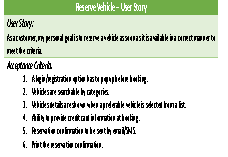 Reserve Vehicle – User Story
User Story:
As a customer, my personal goal is to reserve a vehicle as soon as it is available in a correct manner to
meet the criteria.
Acceptance Criteria:
1. A login/registration option has to popup before booking.
2. Vehicles are searchable by categories.
3. Vehicles details are shown when a preferable vehicle is selected from a list.
4. Ability to provide credit card information at booking.
5. Reservation confirmation to be sent by email/SMS.
6. Print the reservation confirmation.